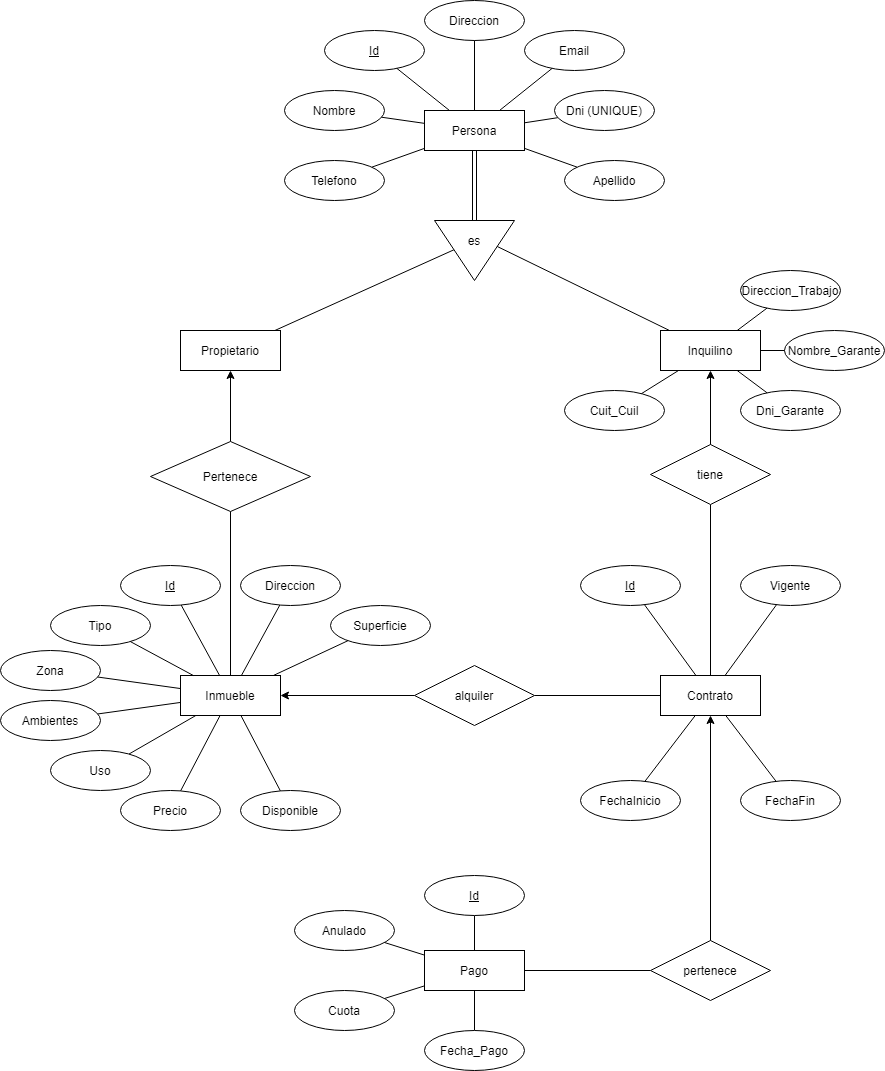 Direccion
Id
Email
Nombre
Dni (UNIQUE)
Persona
Telefono
Apellido
es
Direccion_Trabajo
Propietario
Inquilino
Nombre_Garante
Cuit_Cuil
Dni_Garante
Pertenece
tiene
Id
Direccion
Id
Vigente
Tipo
Superficie
Zona
Inmueble
alquiler
Contrato
Ambientes
Uso
Precio
Disponible
FechaInicio
FechaFin
Id
Anulado
Pago
pertenece
Cuota
Fecha_Pago